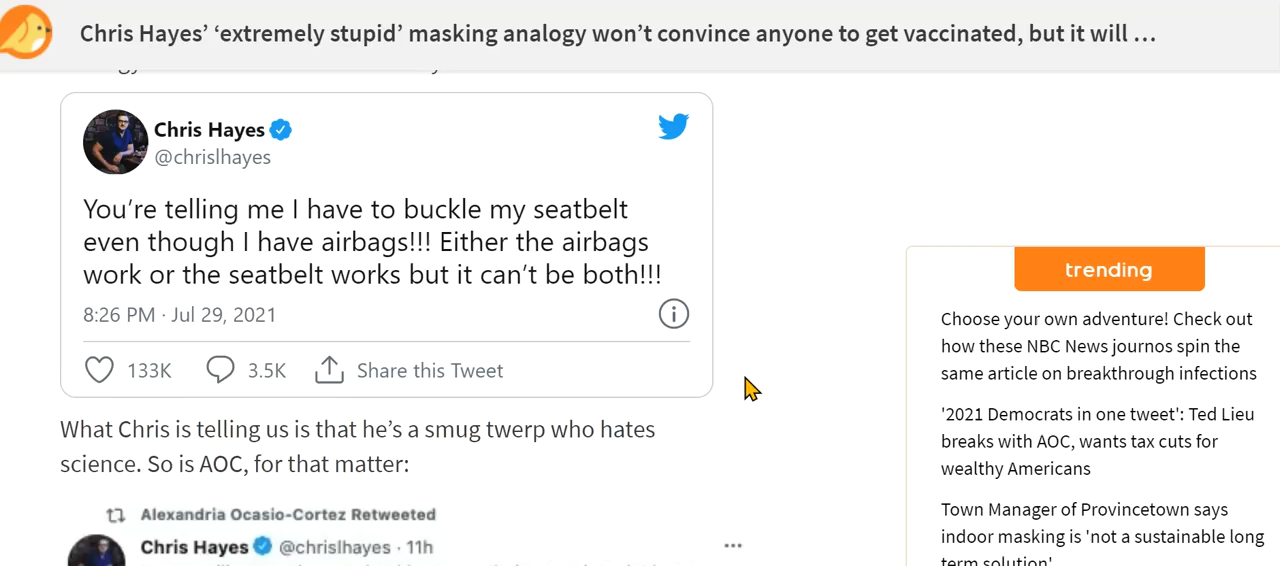 Chris Hayes’ ‘extremely stupid’ masking analogy won’t convince anyone to get vaccinated, but it will …
Chris Hayes
@chrislhayes
You’re telling me I have to buckle my seatbelt
even though I have airbags!!! Either the airbags
work or the seatbelt works but it can’t be both!!!
8:26 PM · Jul 29, 2021
133K 3.5K Share this Tweet
What Chris is telling us is that he’s a smug twerp who hates
science. So is AOC, for that matter:
Alexandria Ocasio-Cortez Retweeted
Chris Hayes @chrislhayes · 11h
trending
Choose your own adventure! Check out
how these NBC News journos spin the
same article on breakthrough infections
'2021 Democrats in one tweet': Ted Lieu
breaks with AOC, wants tax cuts for
wealthy Americans
Town Manager of Provincetown says
indoor masking is 'not a sustainable long
term solution'